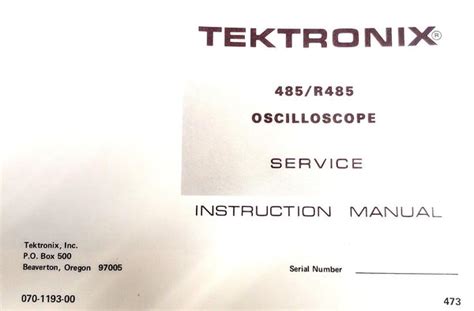 TEKTRONIX®
485/R485
OSCILLOSCOPE
SERVICE
INSTRUCTION MANUAL
Tektronix, Inc.
P.O. Box 500
Beaverton, Oregon 97005
Serial Number
070-1193-00
473